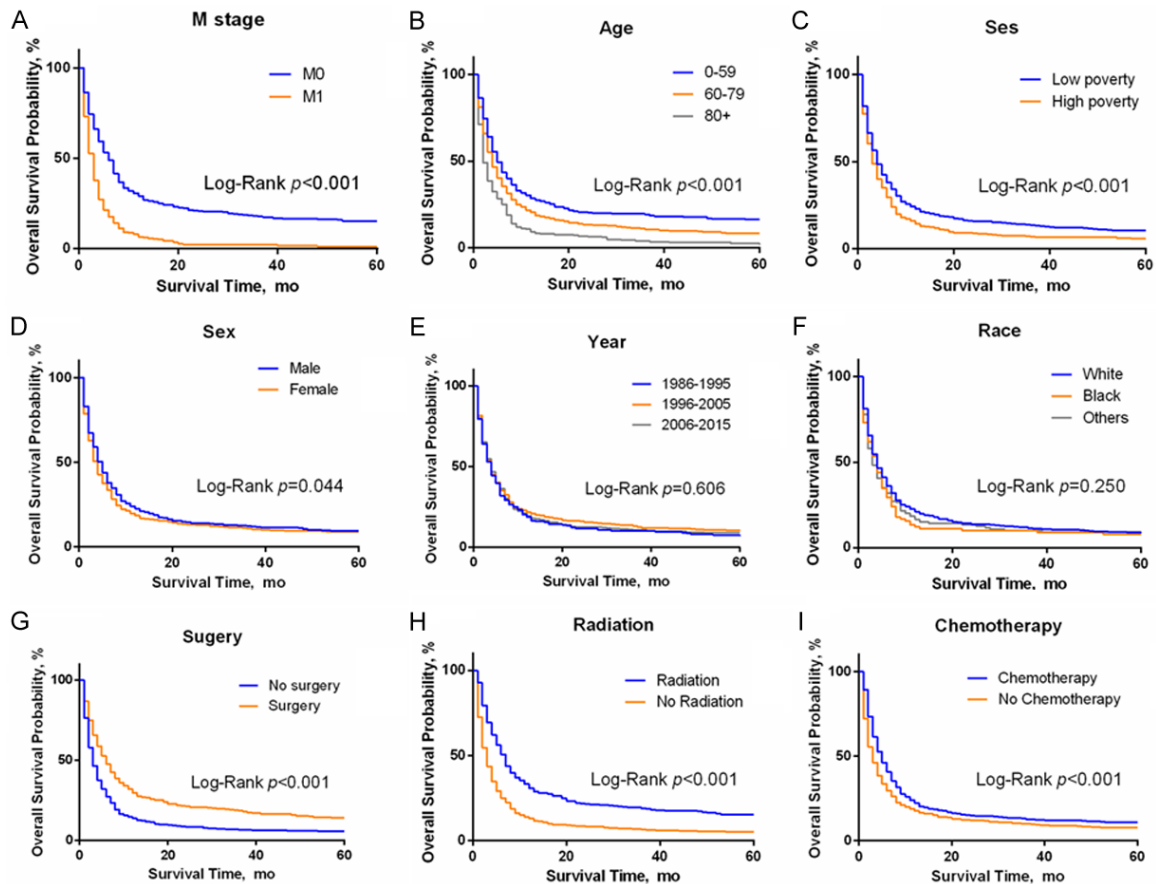 A
M stage
Overall Survival Probability, %
100
50
0
M0
M1
Log-Rank p<0.001
0 20 40 60
Survival Time, mo
B
Age
Overall Survival Probability, %
100
50
0
0-59
60-79
80+
Log-Rank p<0.001
0 20 40 60
Survival Time, mo
C
Ses
Overall Survival Probability, %
100
50
0
Low poverty
High poverty
Log-Rank p<0.001
0 20 40 60
Survival Time, mo
D
Sex
Overall Survival Probability, %
100
50
0
Male
Female
Log-Rank p=0.044
0 20 40 60
Survival Time, mo
E
Year
Overall Survival Probability, %
100
50
0
1986-1995
1996-2005
2006-2015
Log-Rank p=0.606
0 20 40 60
Survival Time, mo
F
Race
Overall Survival Probability, %
100
50
0
White
Black
Others
Log-Rank p=0.250
0 20 40 60
Survival Time, mo
G
Sugery
Overall Survival Probability, %
100
50
0
No surgery
Surgery
Log-Rank p<0.001
0 20 40 60
Survival Time, mo
H
Radiation
Overall Survival Probability, %
100
50
0
Radiation
No Radiation
Log-Rank p<0.001
0 20 40 60
Survival Time, mo
I
Chemotherapy
Overall Survival Probability, %
100
50
0
Chemotherapy
No Chemotherapy
Log-Rank p<0.001
0 20 40 60
Survival Time, mo